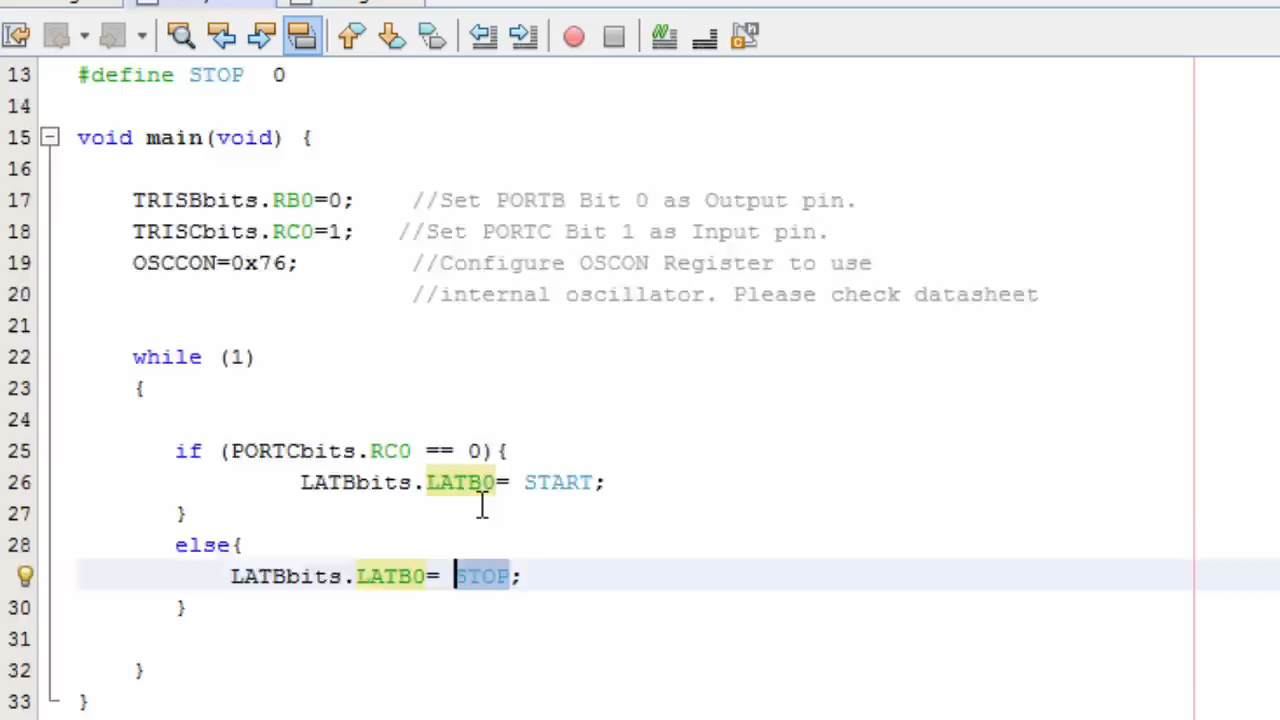 13 #define STOP  0
14
15 void main(void) {
16
17 TRISBbits.RB0=0;    //Set PORTB Bit 0 as Output pin.
18 TRISCbits.RC0=1;   //Set PORTC Bit 1 as Input pin.
19 OSCCON=0x76;        //Configure OSCON Register to use
20 //internal oscillator. Please check datasheet
21
22 while (1)
23 {
24
25 if (PORTCbits.RC0 == 0){
26 LATBbits.LATB0= START;
27 }
28 else{
LATBbits.LATB0= STOP;
30 }
31
32 }
33 }